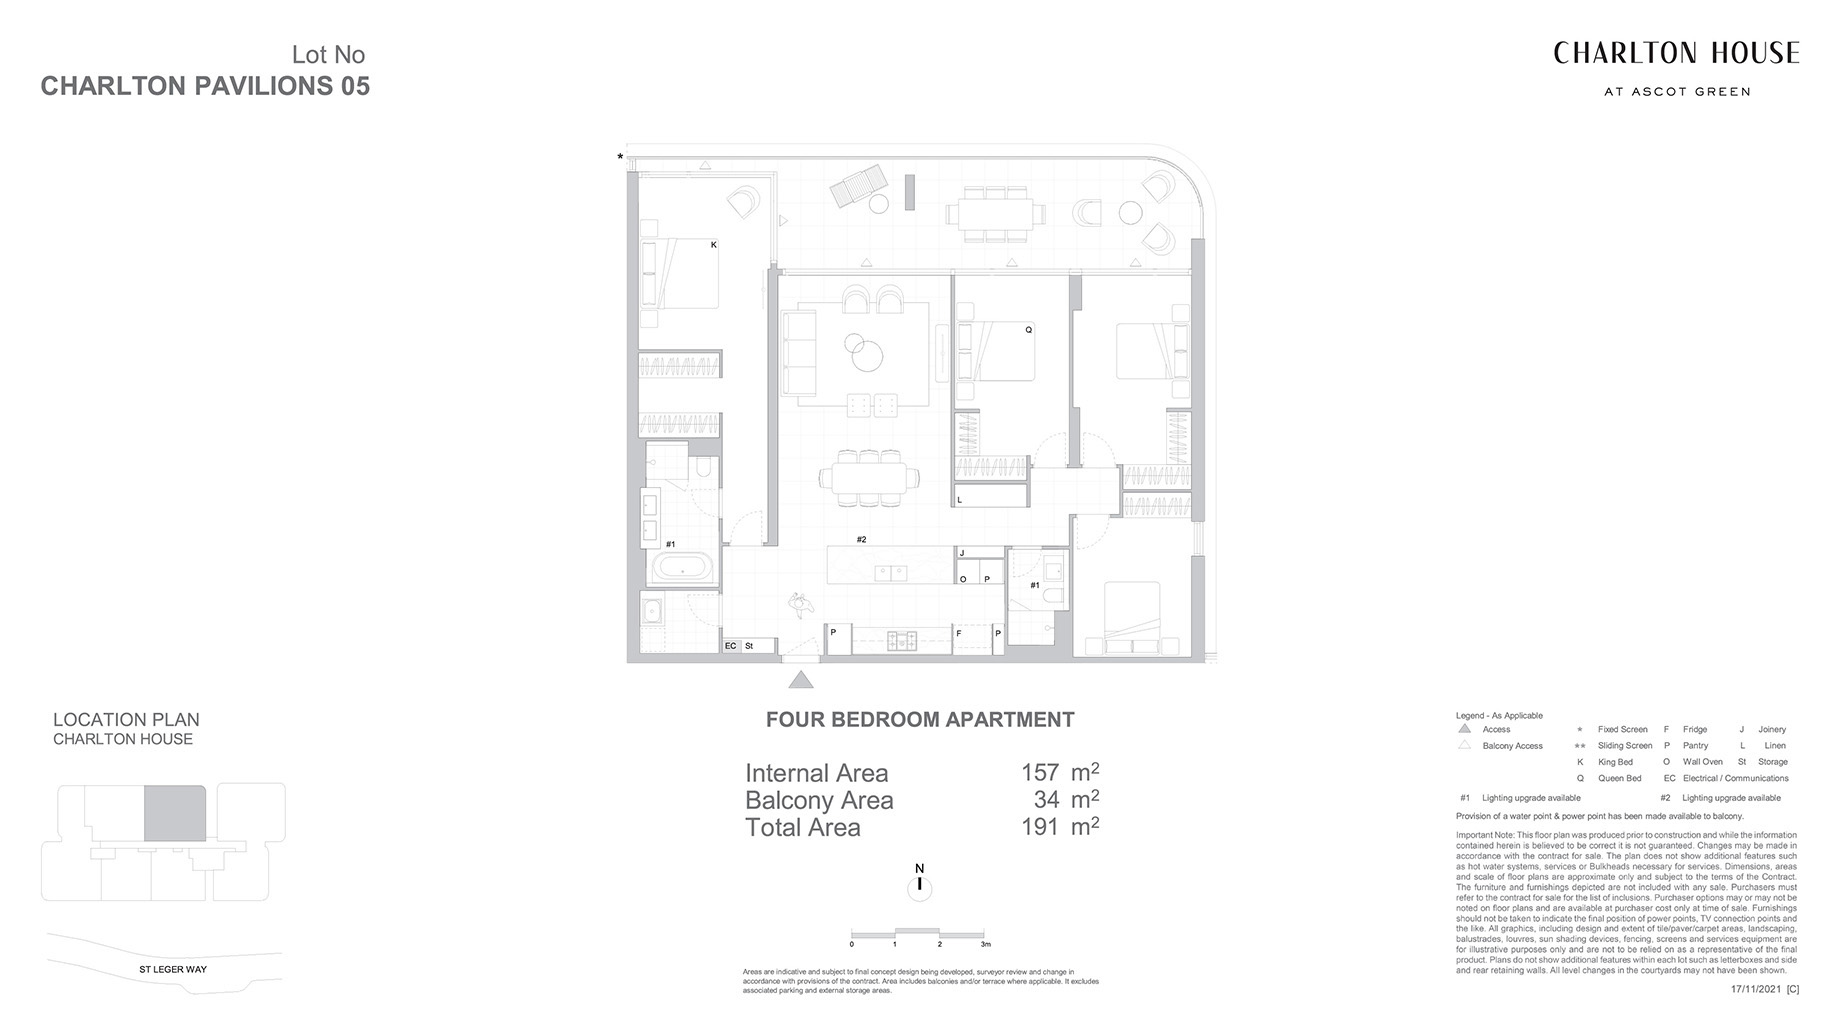 Lot No
CHARLTON PAVILIONS 05
CHARLTON HOUSE
AT ASCOT GREEN
*
K
Q
L
#2
#1
J
O P
#1
P
F
P
EC St
FOUR BEDROOM APARTMENT
Internal Area 157 m²
Balcony Area 34 m²
Total Area 191 m²
N
0 1 2 3m
Areas are indicative and subject to final concept design being developed, surveyor review and change in
accordance with provisions of the contract. Area includes balconies and/or terrace where applicable. It excludes
associated parking and external storage areas.
LOCATION PLAN
CHARLTON HOUSE
ST LEGER WAY
Legend - As Applicable
Access * Fixed Screen F Fridge J Joinery
Balcony Access ** Sliding Screen P Pantry L Linen
K King Bed O Wall Oven St Storage
Q Queen Bed EC Electrical / Communications
#1 Lighting upgrade available #2 Lighting upgrade available
Provision of a water point & power point has been made available to balcony.
Important Note: This floor plan was produced prior to construction and while the information
contained herein is believed to be correct it is not guaranteed. Changes may be made in
accordance with the contract for sale. The plan does not show additional features such
as hot water systems, services or Bulkheads necessary for services. Dimensions, areas
and scale of floor plans are approximate only and subject to the terms of the Contract.
The furniture and furnishings depicted are not included with any sale. Purchasers must
refer to the contract for sale for the list of inclusions. Purchaser options may or may not be
noted on floor plans and are available at purchaser cost only at time of sale. Furnishings
should not be taken to indicate the final position of power points, TV connection points and
the like. All graphics, including design and extent of tile/paver/carpet areas, landscaping,
balustrades, louvres, sun shading devices, fencing, screens and services equipment are
for illustrative purposes only and are not to be relied on as a representative of the final
product. Plans do not show additional features within each lot such as letterboxes and side
and rear retaining walls. All level changes in the courtyards may not have been shown.
17/11/2021 [C]